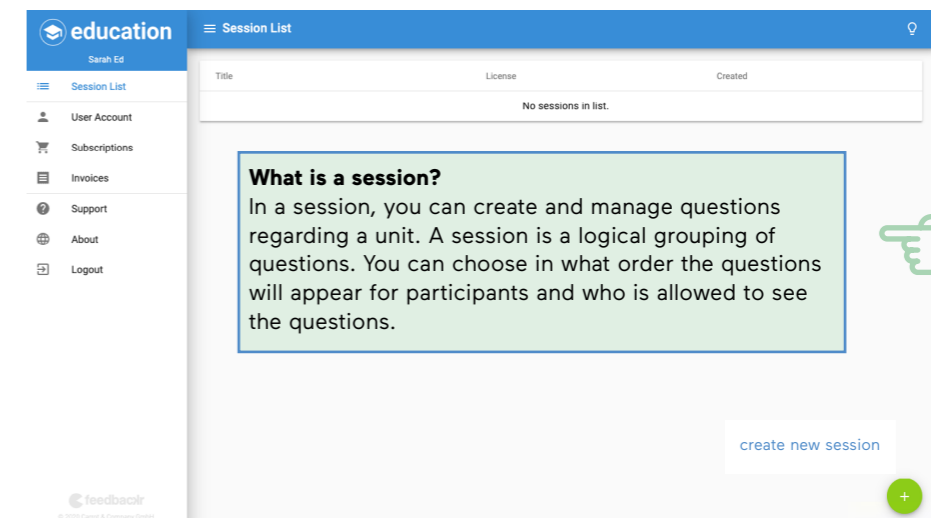 education
Sarah Ed
Session List
User Account
Subscriptions
Invoices
Support
About
Logout
feedbackr
Session List
Title License Created
No sessions in list.
What is a session?
In a session, you can create and manage questions
regarding a unit. A session is a logical grouping of
questions. You can choose in what order the questions
will appear for participants and who is allowed to see
the questions.
create new session
+